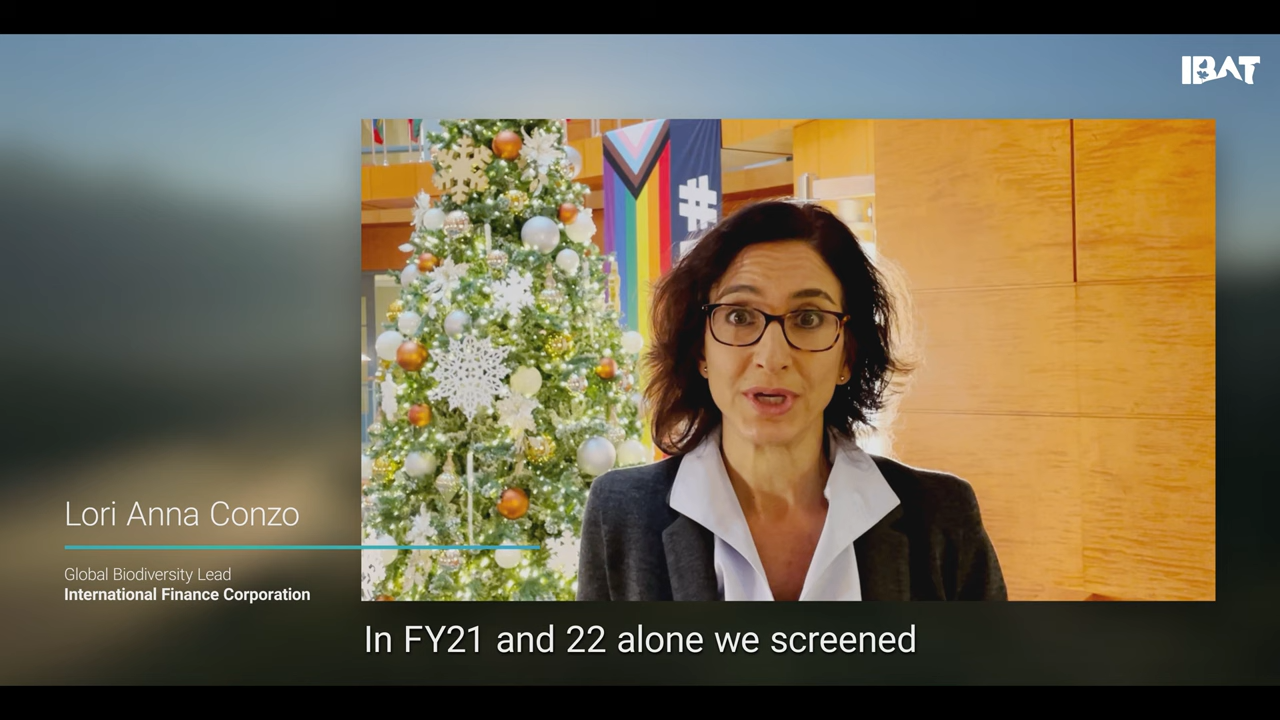 IBAT
#
Lori Anna Conzo
Global Biodiversity Lead
International Finance Corporation
In FY21 and 22 alone we screened